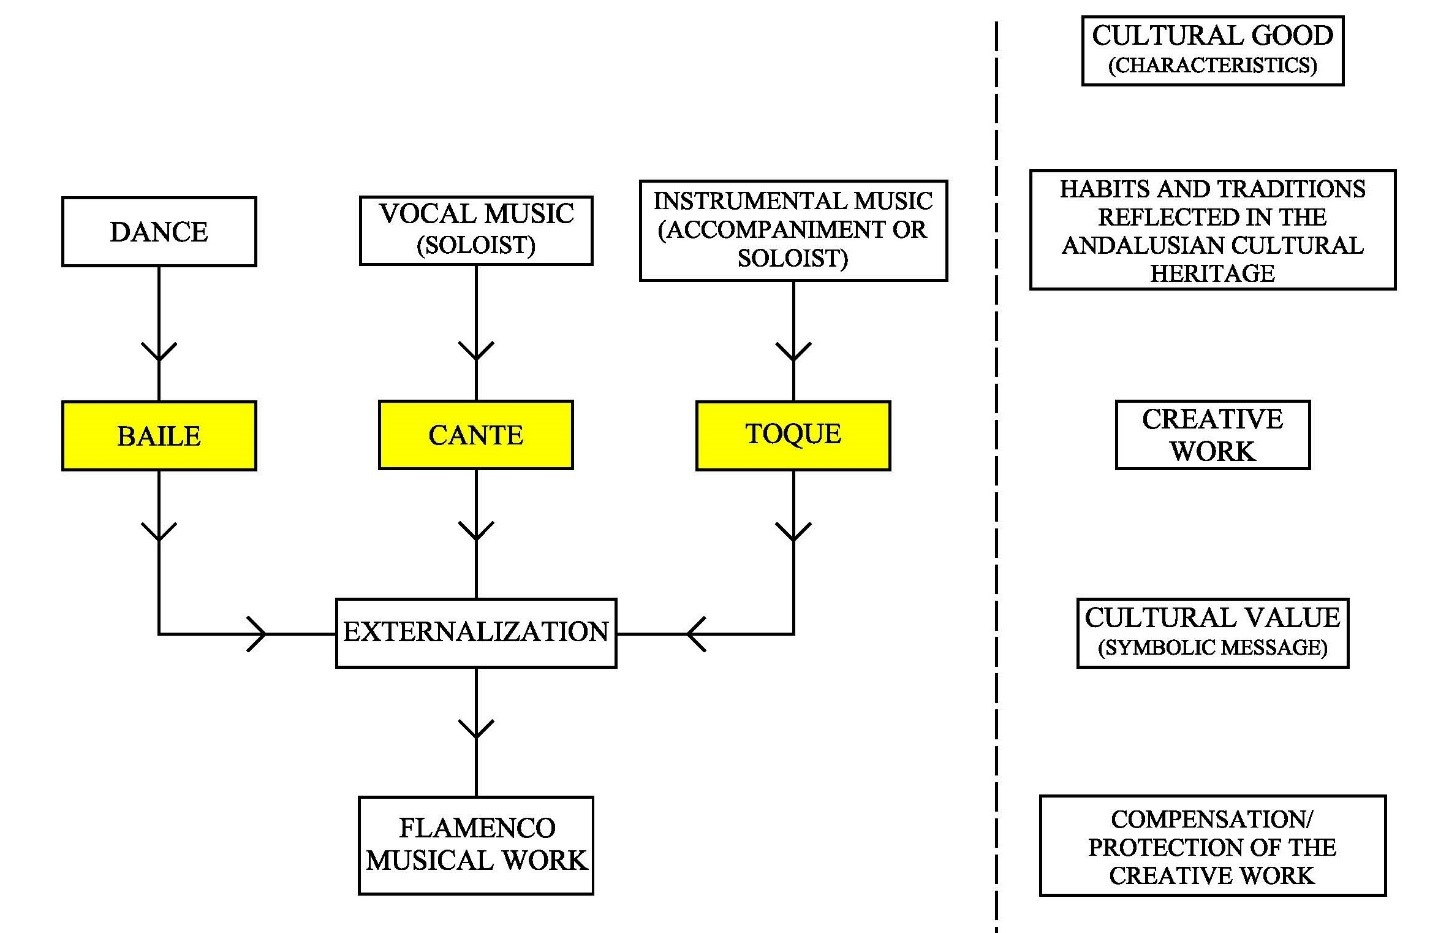 CULTURAL GOOD
(CHARACTERISTICS)
DANCE
VOCAL MUSIC
(SOLOIST)
INSTRUMENTAL MUSIC
(ACCOMPANIMENT OR
SOLOIST)
HABITS AND TRADITIONS
REFLECTED IN THE
ANDALUSIAN CULTURAL
HERITAGE
BAILE
CANTE
TOQUE
CREATIVE
WORK
EXTERNALIZATION
CULTURAL VALUE
(SYMBOLIC MESSAGE)
FLAMENCO
MUSICAL WORK
COMPENSATION/
PROTECTION OF THE
CREATIVE WORK